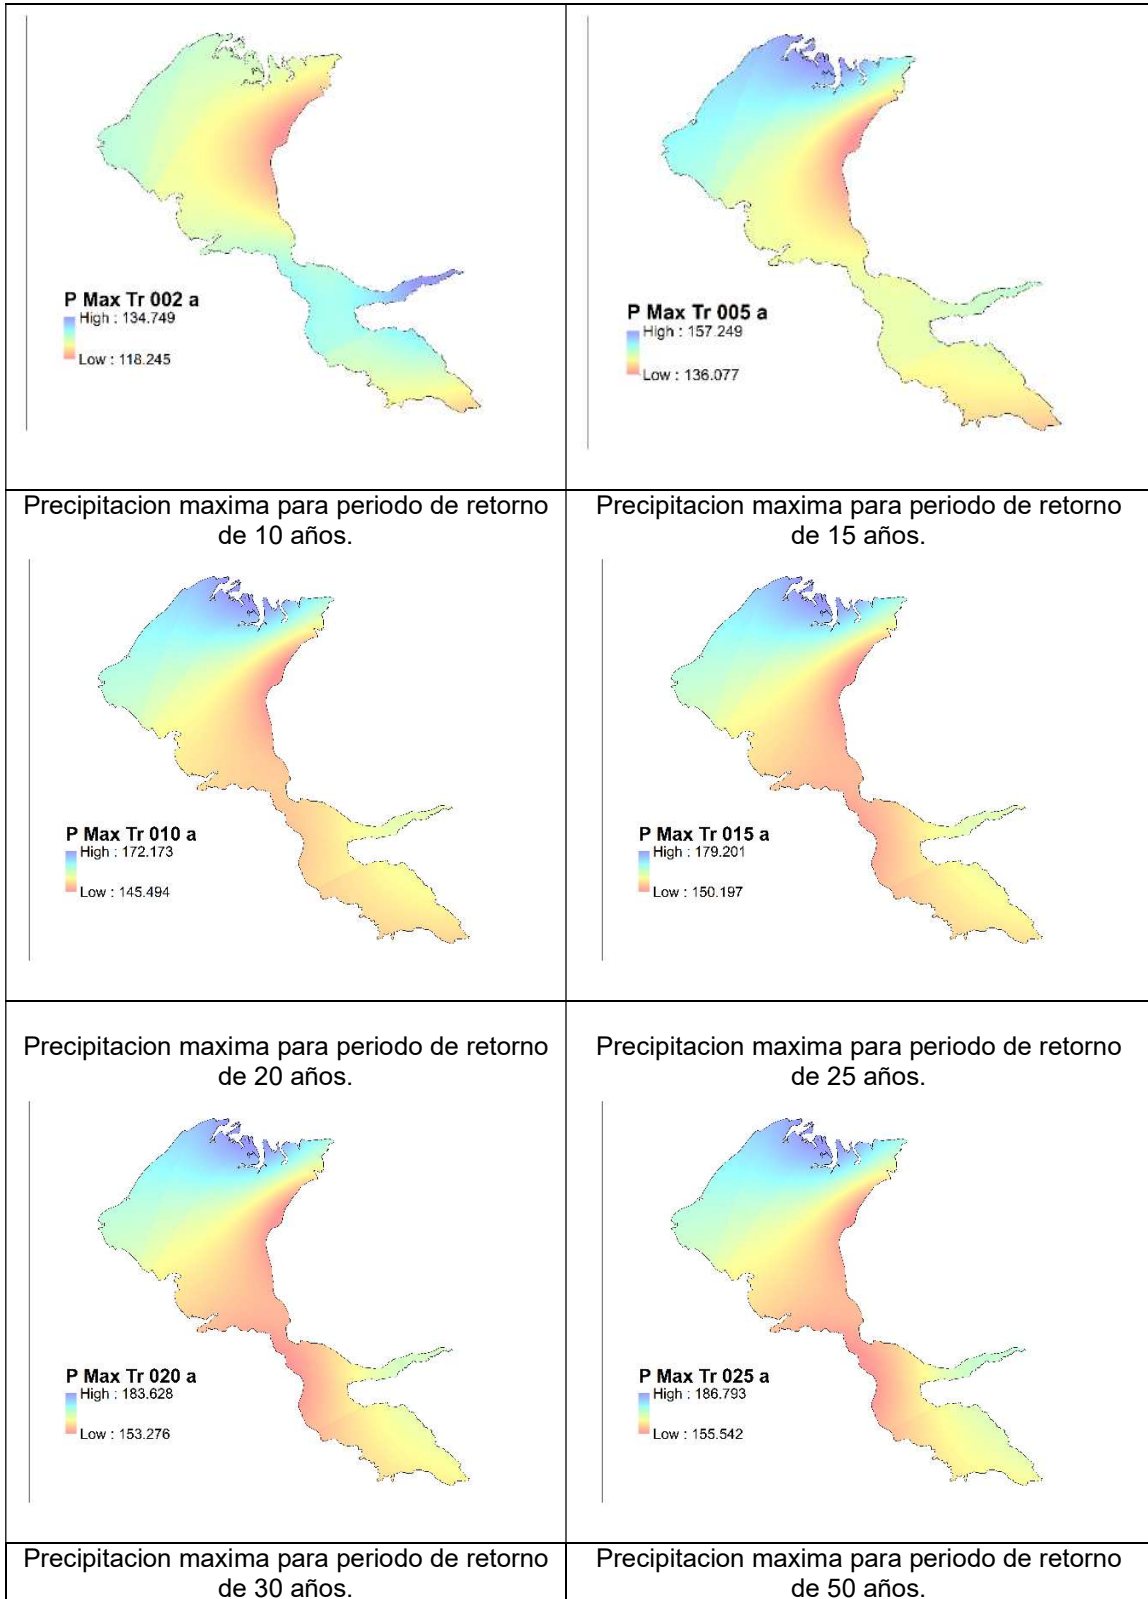 P Max Tr 002 a
High : 134.749
Low : 118.245
P Max Tr 005 a
High : 157.249
Low : 136.077
Precipitacion maxima para periodo de retorno
de 10 años.
Precipitacion maxima para periodo de retorno
de 15 años.
P Max Tr 010 a
High : 172.173
Low : 145.494
P Max Tr 015 a
High : 179.201
Low : 150.197
Precipitacion maxima para periodo de retorno
de 20 años.
Precipitacion maxima para periodo de retorno
de 25 años.
P Max Tr 020 a
High : 183.628
Low : 153.276
P Max Tr 025 a
High : 186.793
Low : 155.542
Precipitacion maxima para periodo de retorno
de 30 años.
Precipitacion maxima para periodo de retorno
de 50 años.